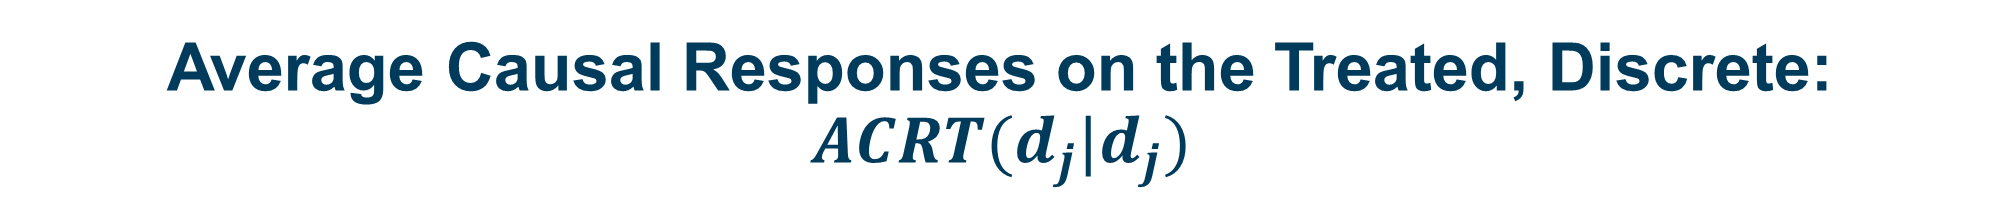 Average Causal Responses on the Treated, Discrete:
ACRT(d_j|d_j)